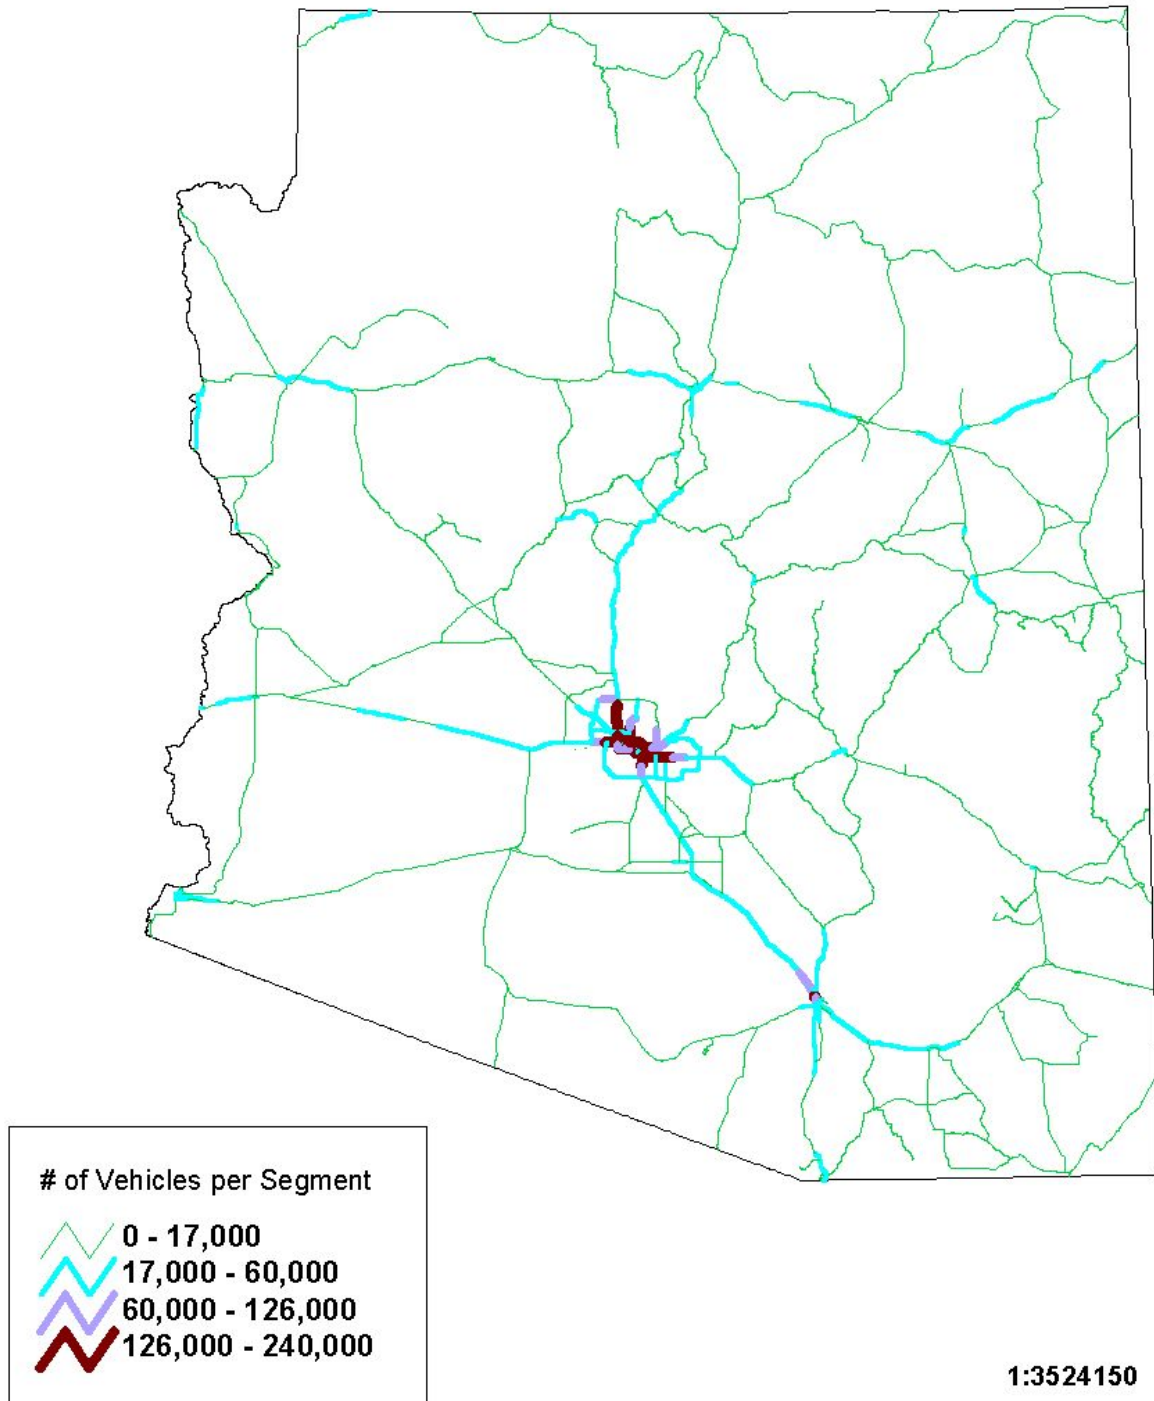 # of Vehicles per Segment
0 - 17,000
17,000 - 60,000
60,000 - 126,000
126,000 - 240,000
1:3524150